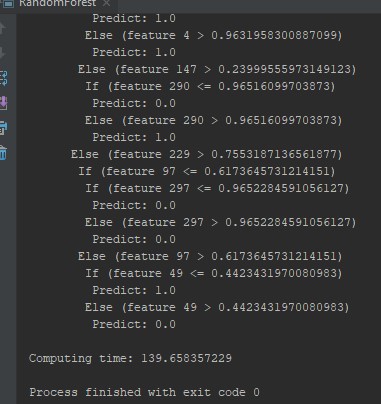 RandomForest
Predict: 1.0
Else (feature 4 > 0.9631958300887099)
Predict: 1.0
Else (feature 147 > 0.23999555973149123)
If (feature 290 <= 0.96516099703873)
Predict: 0.0
Else (feature 290 > 0.96516099703873)
Predict: 1.0
Else (feature 229 > 0.7553187136561877)
If (feature 97 <= 0.6173645731214151)
If (feature 297 <= 0.9652284591056127)
Predict: 0.0
Else (feature 297 > 0.9652284591056127)
Predict: 0.0
Else (feature 97 > 0.6173645731214151)
If (feature 49 <= 0.4423431970080983)
Predict: 1.0
Else (feature 49 > 0.4423431970080983)
Predict: 0.0
Computing time: 139.658357229
Process finished with exit code 0